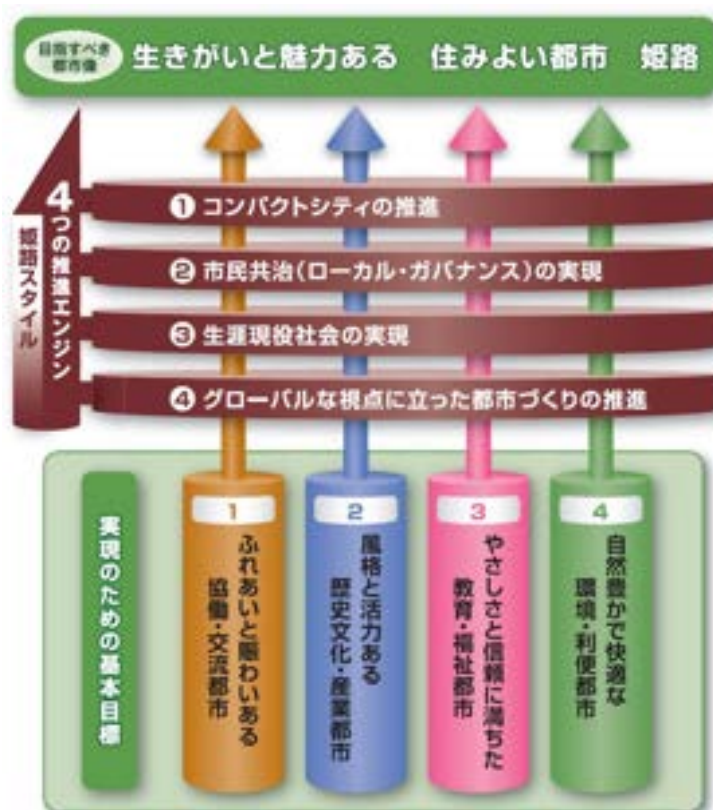 目指すべき
都市像
生きがいと魅力ある 住みよい都市 姫路
4つの推進エンジン
姫路スタイル
❶ コンパクトシティの推進
❷ 市民共治(ローカル・ガバナンス)の実現
❸ 生涯現役社会の実現
❹ グローバルな視点に立った都市づくりの推進
実現のための基本目標
1
ふれあいと賑わいある
協働・交流都市
2
風格と活力ある
歴史文化・産業都市
3
やさしさと信頼に満ちた
教育・福祉都市
4
自然豊かで快適な
環境・利便都市